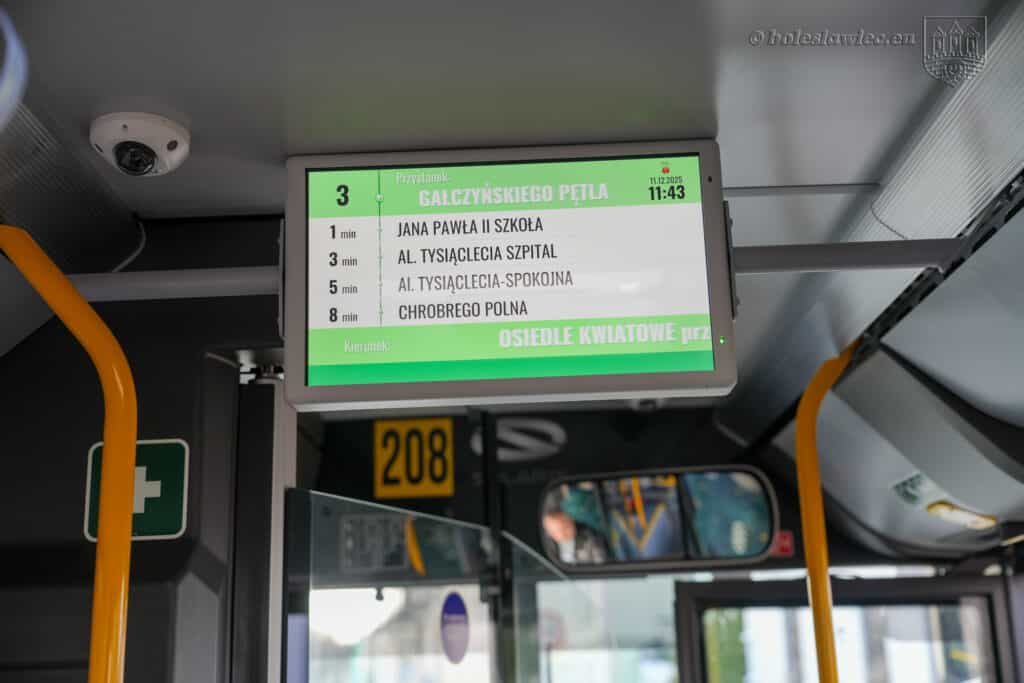 ©boleslawiec.eu
3
Przystanek:
GAŁCZYŃSKIEGO PĘTLA
11.12.2025
11:43
1 min JANA PAWŁA II SZKOŁA
3 min AL. TYSIĄCLECIA SZPITAL
5 min Al. TYSIĄCLECIA-SPOKOJNA
8 min CHROBREGO POLNA
Kierunek:
OSIEDLE KWIATOWE prz
208